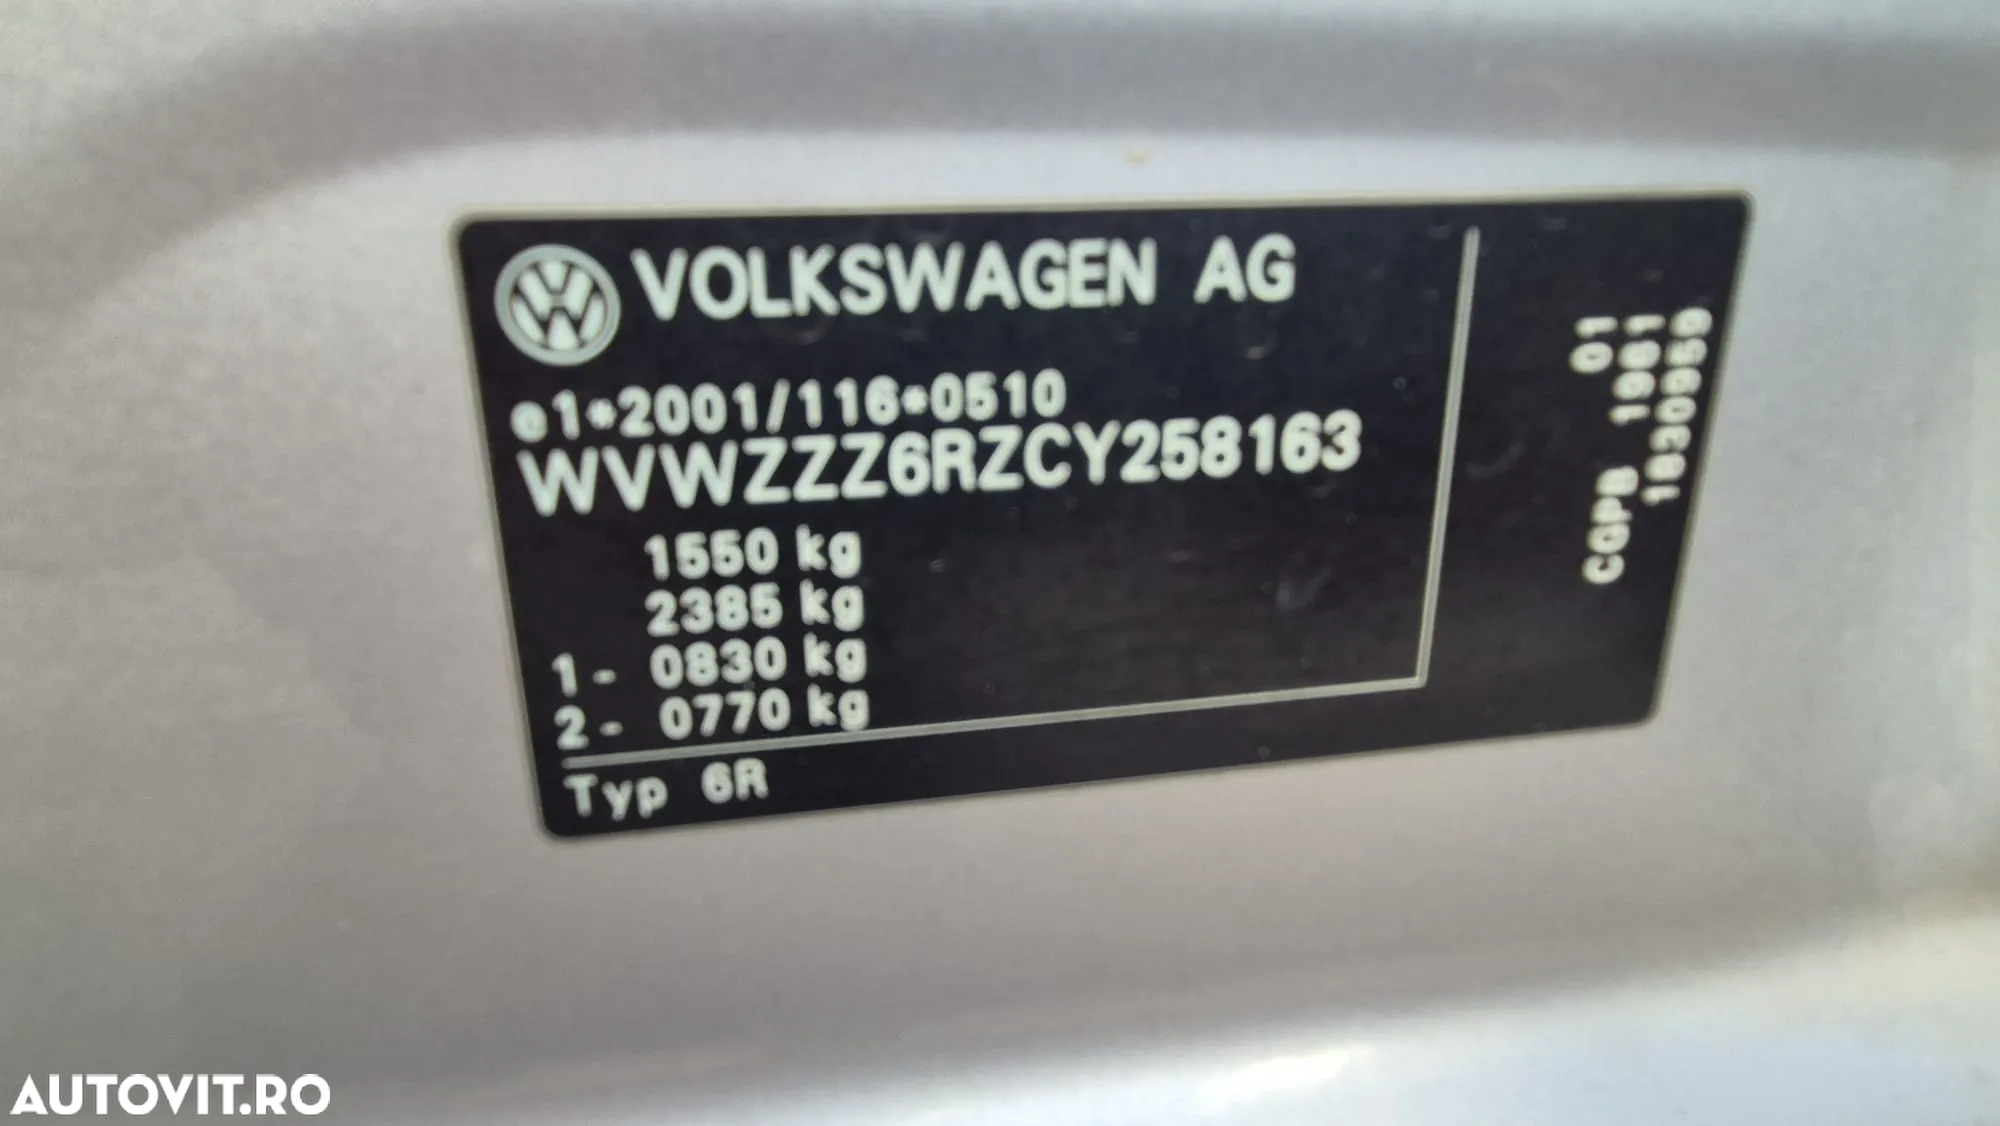 VOLKSWAGEN AG
e1*2001/116*0510
WVWZZZ6RZCY258163
1550 kg
2385 kg
1- 0830 kg
2- 0770 kg
Typ 6R
01
CGPB 1961
1830959
AUTOVIT.RO